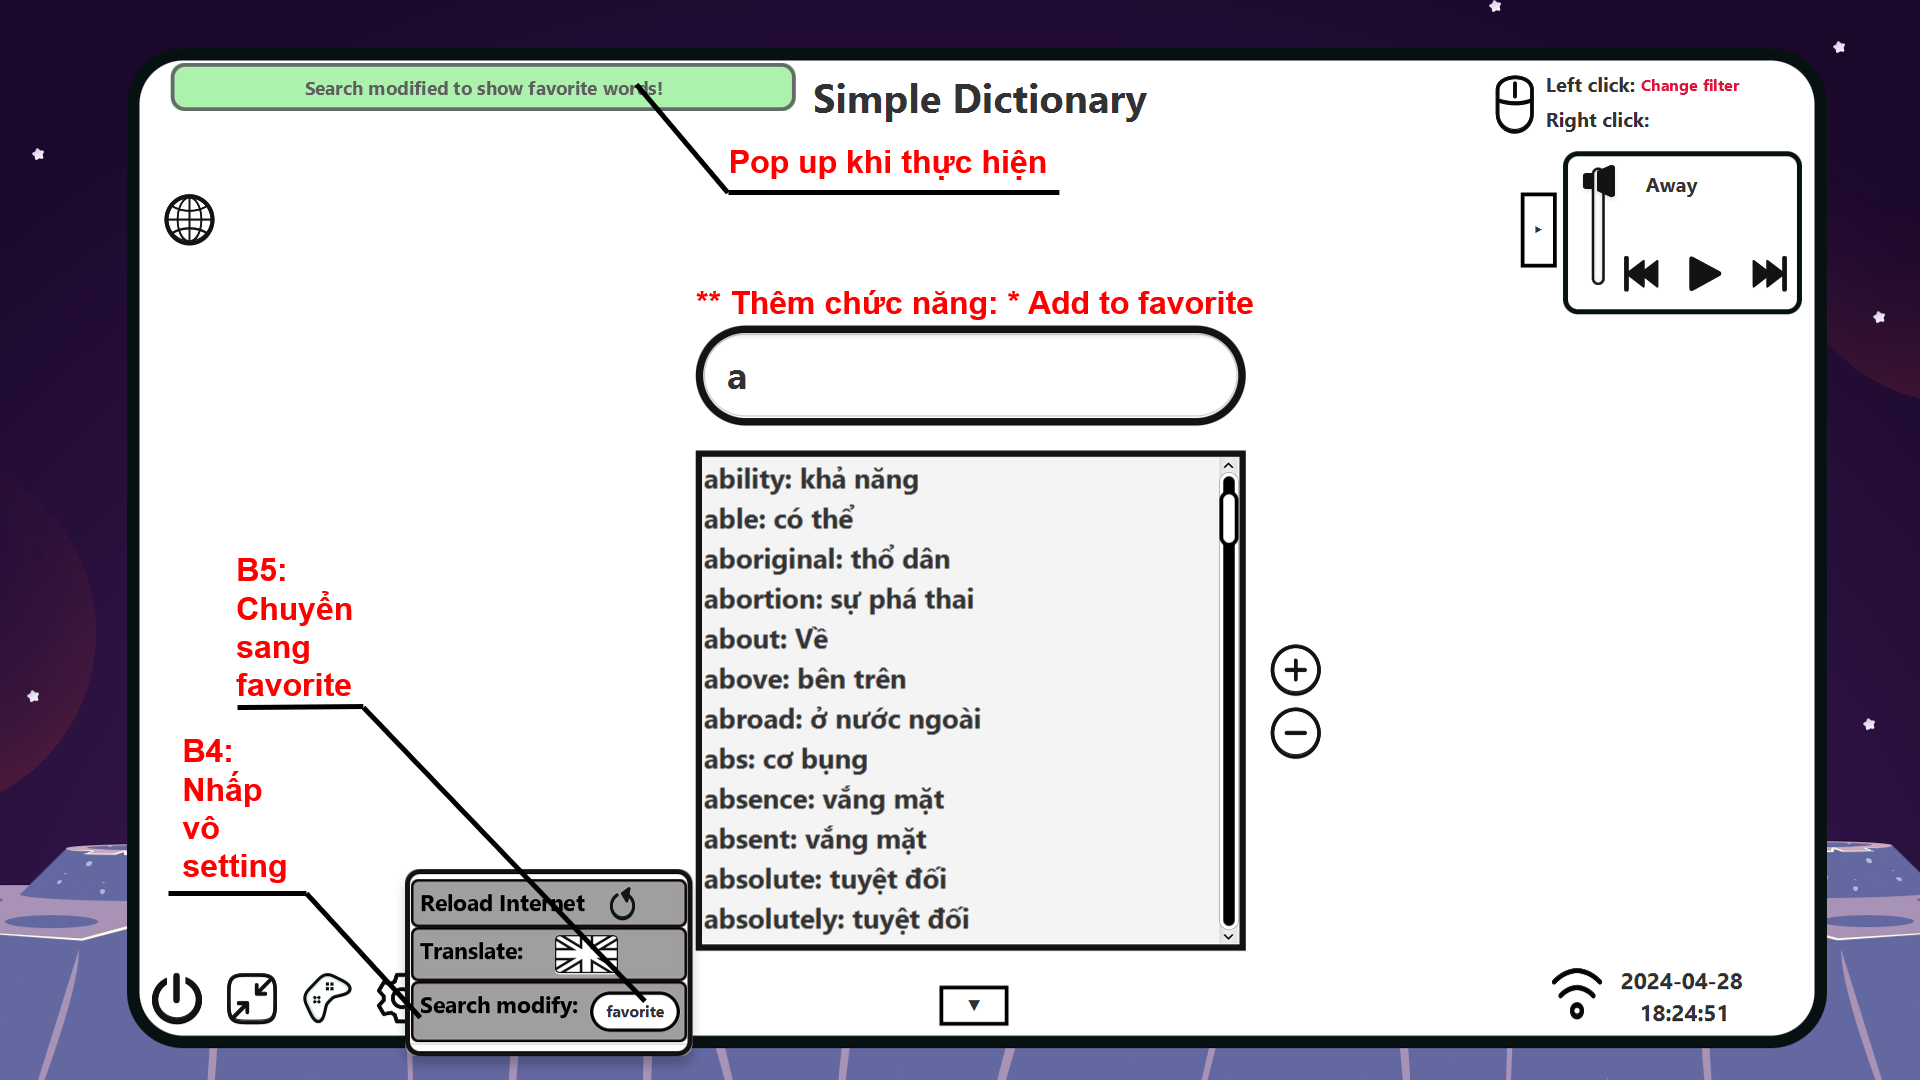 Search modified to show favorite words!
Simple Dictionary
Left click: Change filter
Right click:
Pop up khi thực hiện
Away
** Thêm chức năng: * Add to favorite
a
ability: khả năng
able: có thể
aboriginal: thổ dân
abortion: sự phá thai
about: Về
above: bên trên
abroad: ở nước ngoài
abs: cơ bụng
absence: vắng mặt
absent: vắng mặt
absolute: tuyệt đối
absolutely: tuyệt đối
B5:
Chuyển
sang
favorite
B4:
Nhấp
vô
setting
Reload Internet
Translate:
Search modify: favorite
2024-04-28
18:24:51